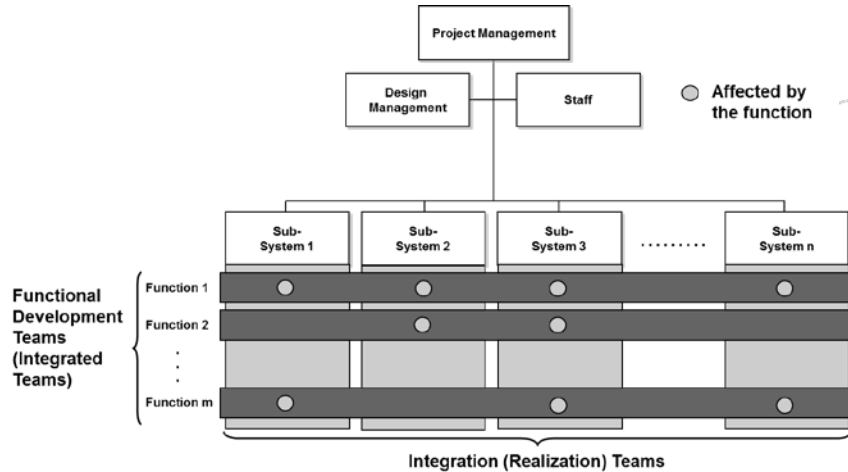 Project Management
Design
Management
Staff
Affected by
the function
Sub-
System 1
Sub-
System 2
Sub-
System 3
.........
Sub-
System n
Functional
Development
Teams
(Integrated
Teams)
Function 1
Function 2
Function m
Integration (Realization) Teams